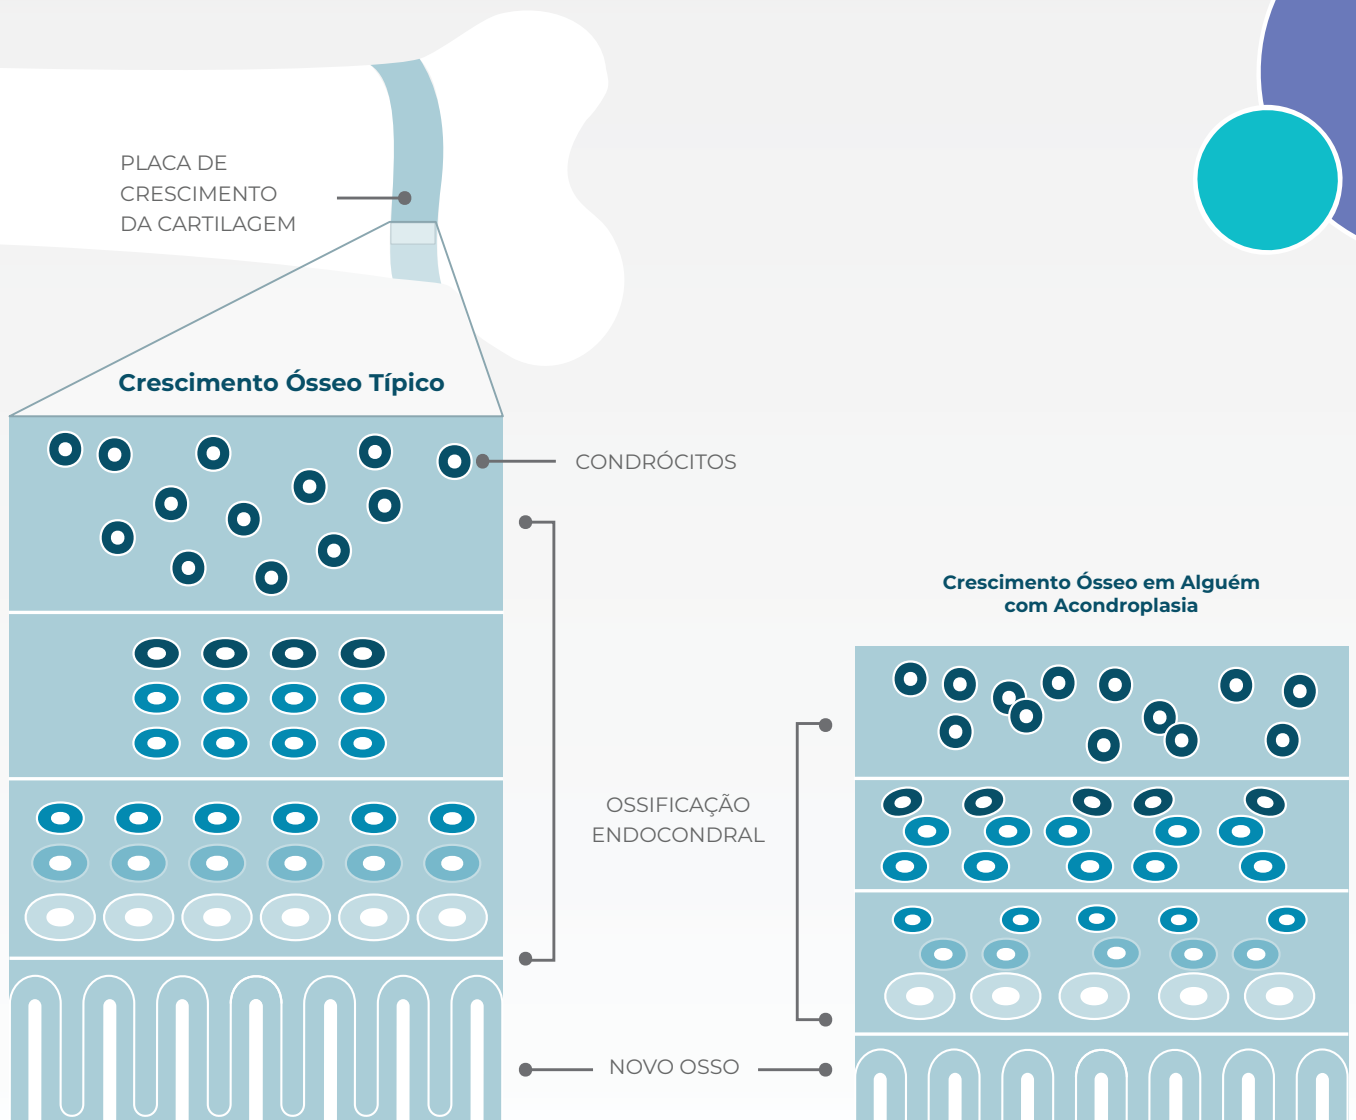 PLACA DE
CRESCIMENTO
DA CARTILAGEM
Crescimento Ósseo Típico
CONDRÓCITOS
Crescimento Ósseo em Alguém
com Acondroplasia
OSSIFICAÇÃO
ENDOCONDRAL
NOVO OSSO